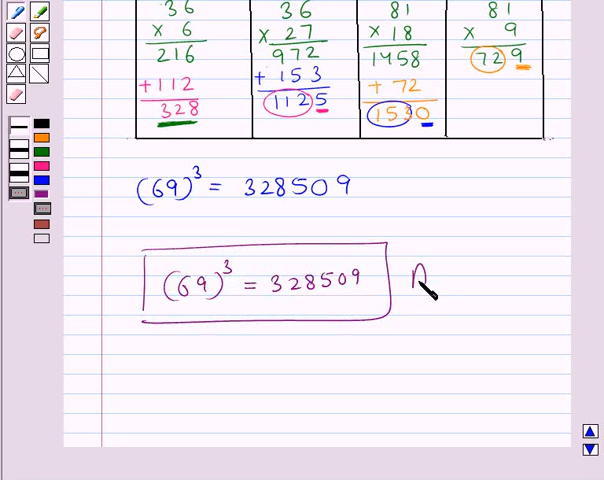 36 36 81 81
× 6 × 27 × 18 × 9
216 972 1458 729
+112 + 153 + 72
328 1125 1530
(69)³ = 328509
(69)³ = 328509 A